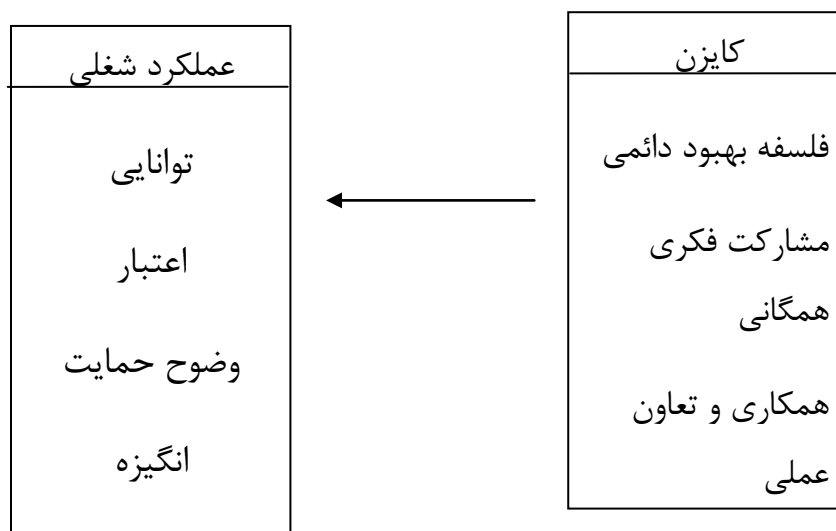 کایزن
فلسفه بهبود دائمی
مشارکت فکری
همگانی
همکاری و تعاون
عملی
عملکرد شغلی
توانایی
اعتبار
وضوح حمایت
انگیزه